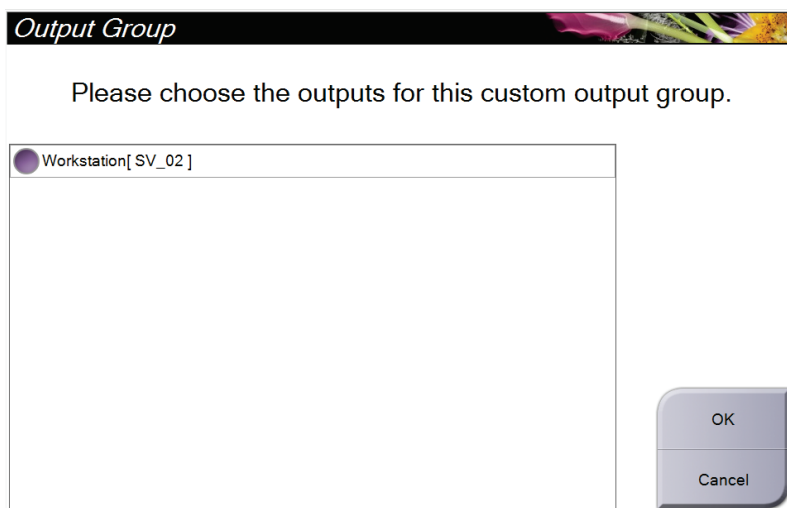 Output Group
Please choose the outputs for this custom output group.
Workstation[ SV_02 ]
OK
Cancel